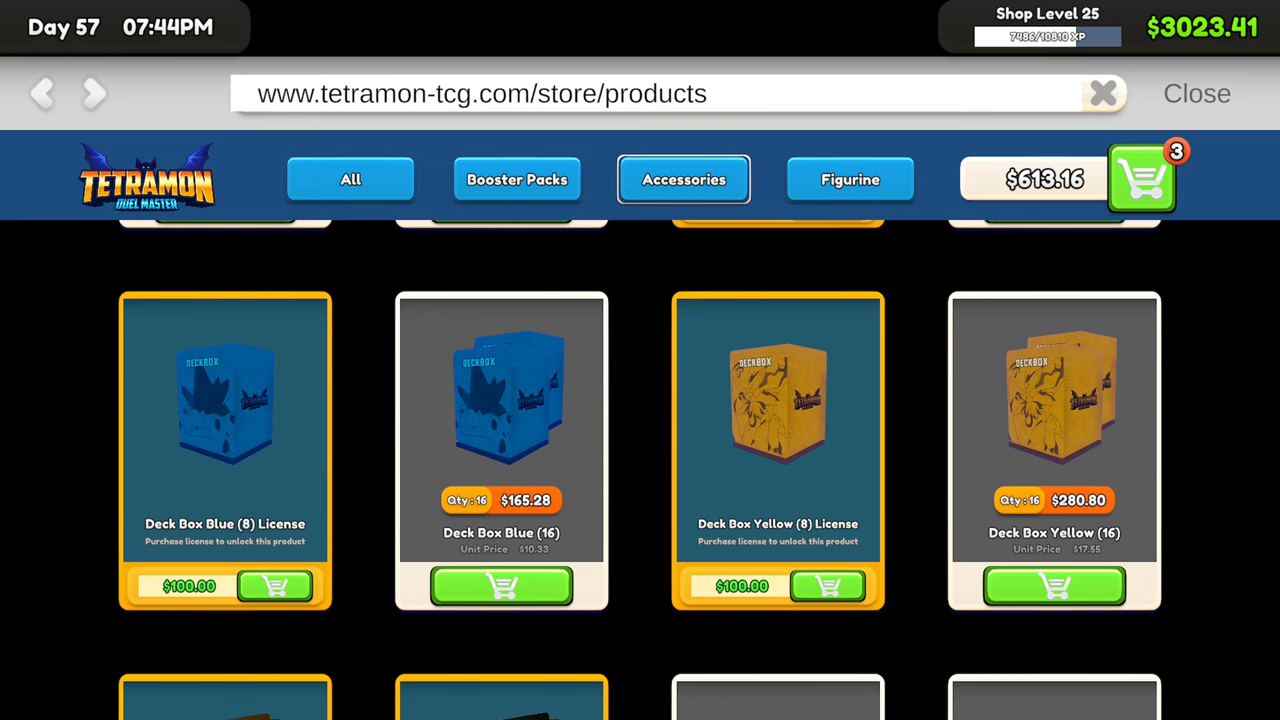 Day 57 07:44PM
Shop Level 25
7486/10810 XP
$3023.41
www.tetramon-tcg.com/store/products
Close
TETRAMON
DUEL MASTER
All
Booster Packs
Accessories
Figurine
$613.16
3
DECKBOX
DECKBOX
DECKBOX
DECKBOX
TETRAMON
TETRAMON
TETRAMON
TETRAMON
Qty : 16 $165.28
Qty : 16 $280.80
Deck Box Blue (8) License
Purchase license to unlock this product
Deck Box Blue (16)
Unit Price $10.33
Deck Box Yellow (8) License
Purchase license to unlock this product
Deck Box Yellow (16)
Unit Price $17.55
$100.00
$100.00